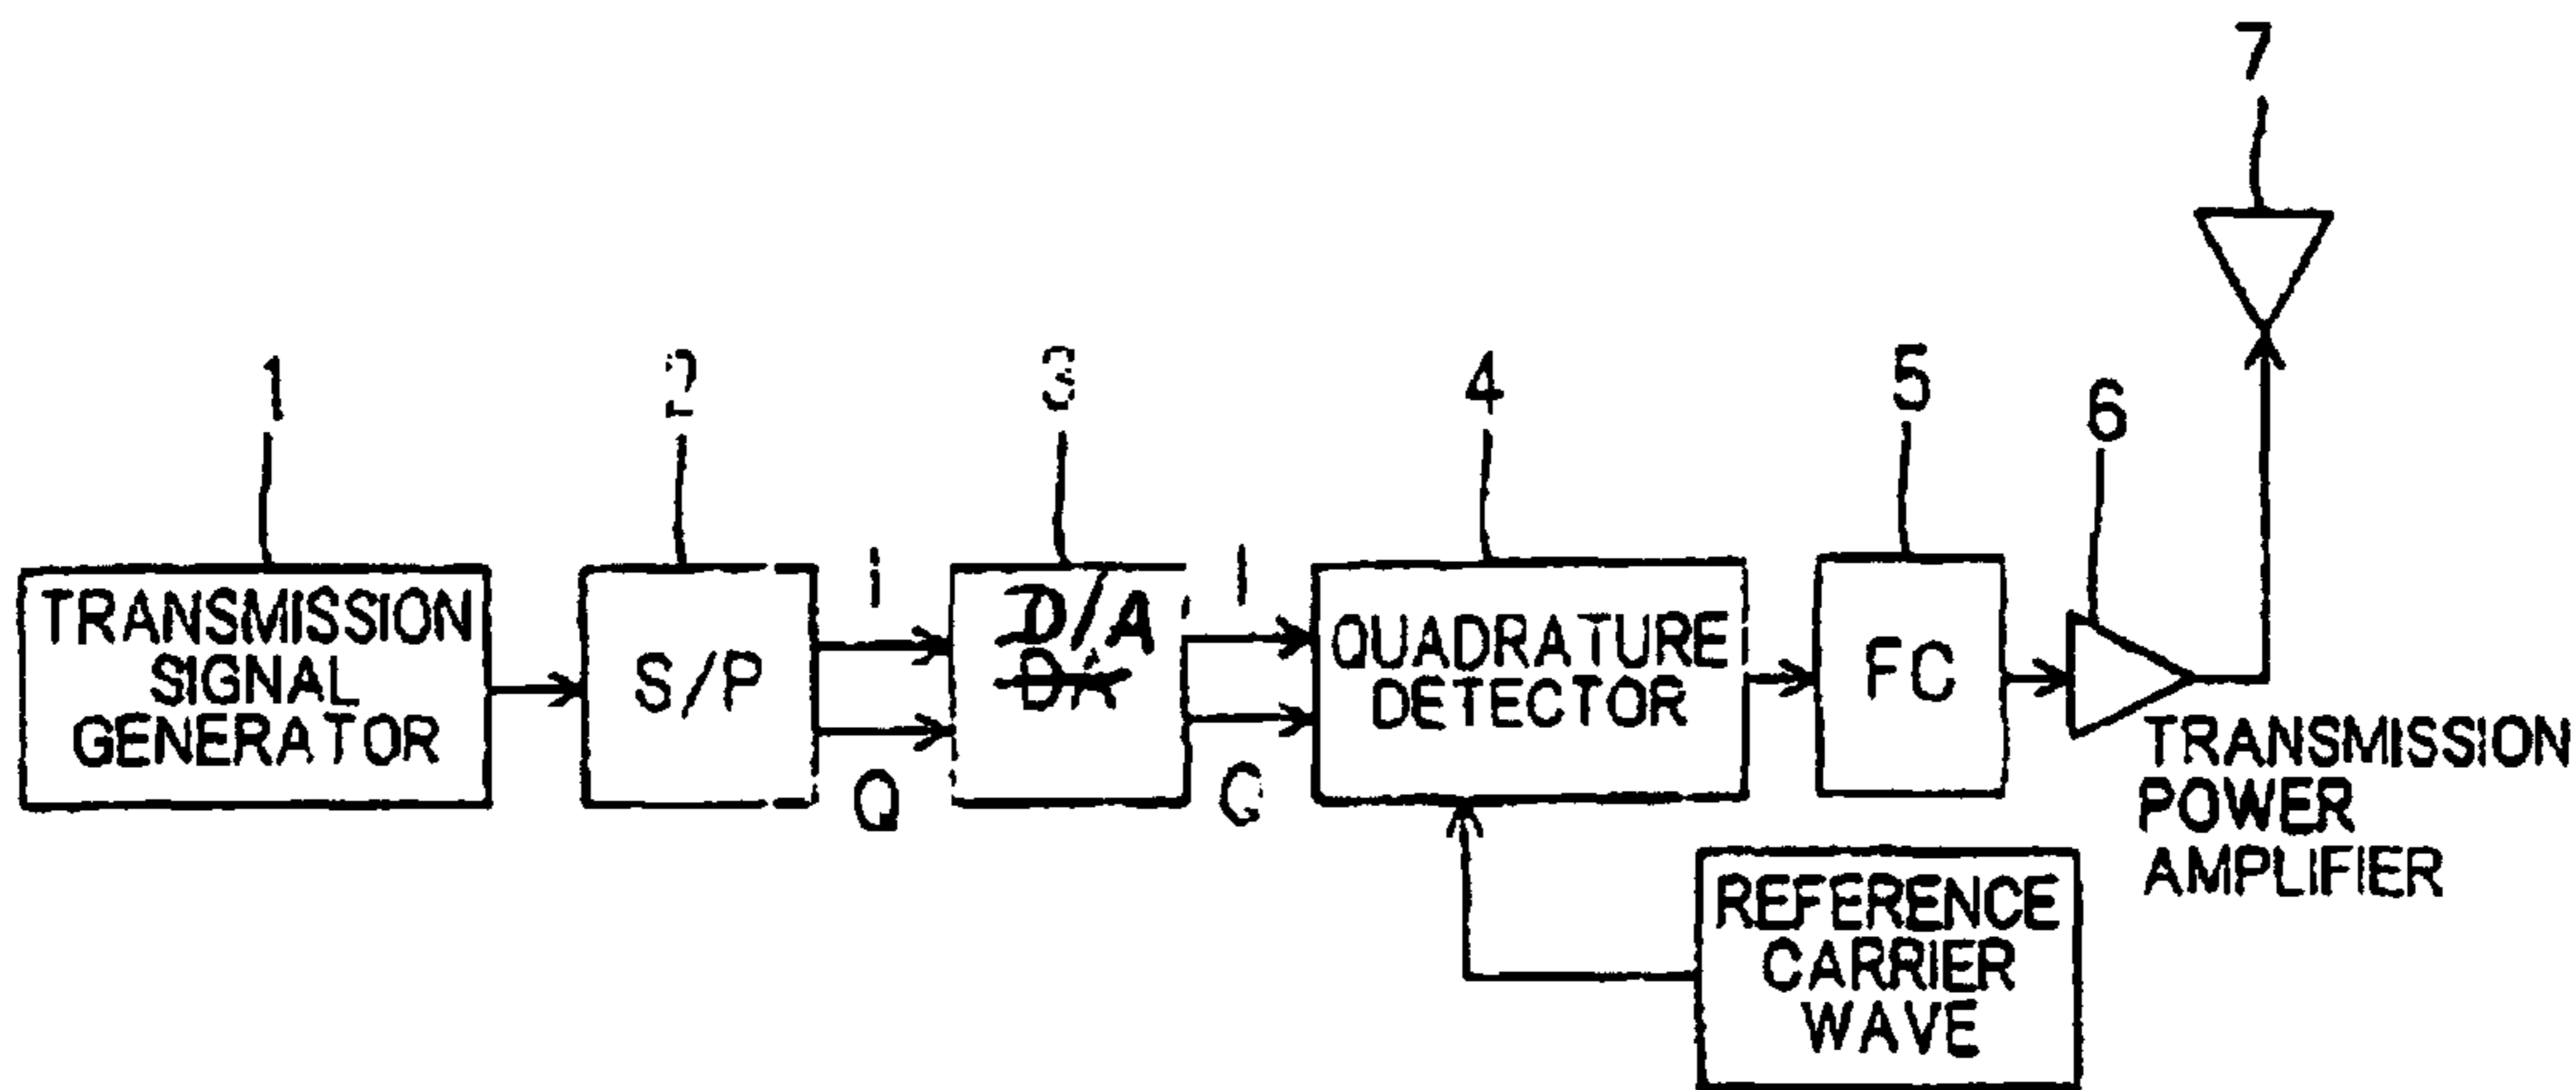 7
1
2
3
4
5
6
TRANSMISSION
SIGNAL
GENERATOR
S/P
I
Q
D/A
DA
I
Q
QUADRATURE
DETECTOR
FC
TRANSMISSION
POWER
AMPLIFIER
REFERENCE
CARRIER
WAVE